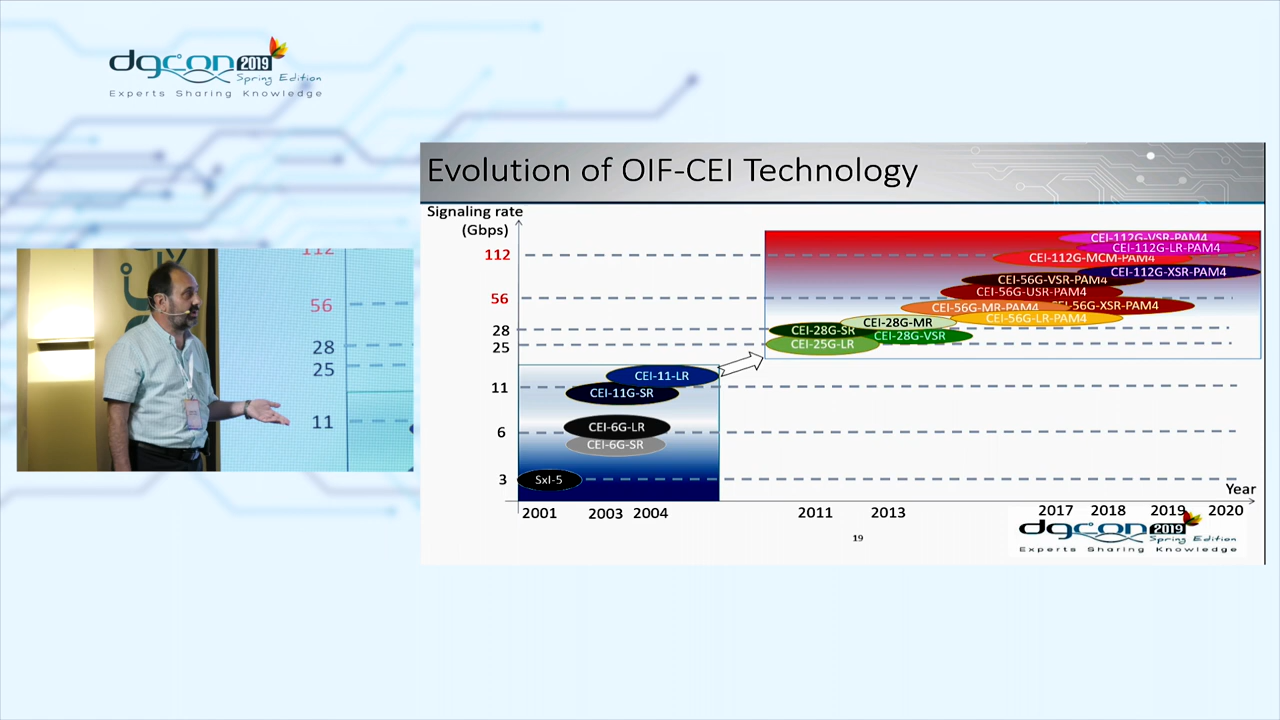 dgcon 2019
Spring Edition
Experts Sharing Knowledge
112
56
28
25
11
Evolution of OIF-CEI Technology
Signaling rate
(Gbps)
112
56
28
25
11
6
3
CEI-112G-VSR-PAM4
CEI-112G-LR-PAM4
CEI-112G-MCM-PAM4
CEI-112G-XSR-PAM4
CEI-56G-VSR-PAM4
CEI-56G-USR-PAM4
CEI-56G-MR-PAM4
CEI-56G-XSR-PAM4
CEI-56G-LR-PAM4
CEI-28G-MR
CEI-28G-SR
CEI-28G-VSR
CEI-25G-LR
CEI-11-LR
CEI-11G-SR
CEI-6G-LR
CEI-6G-SR
SxI-5
Year
2001 2003 2004 2011 2013 2017 2018 2019 2020
19
dgcon 2019
Spring Edition
Experts Sharing Knowledge